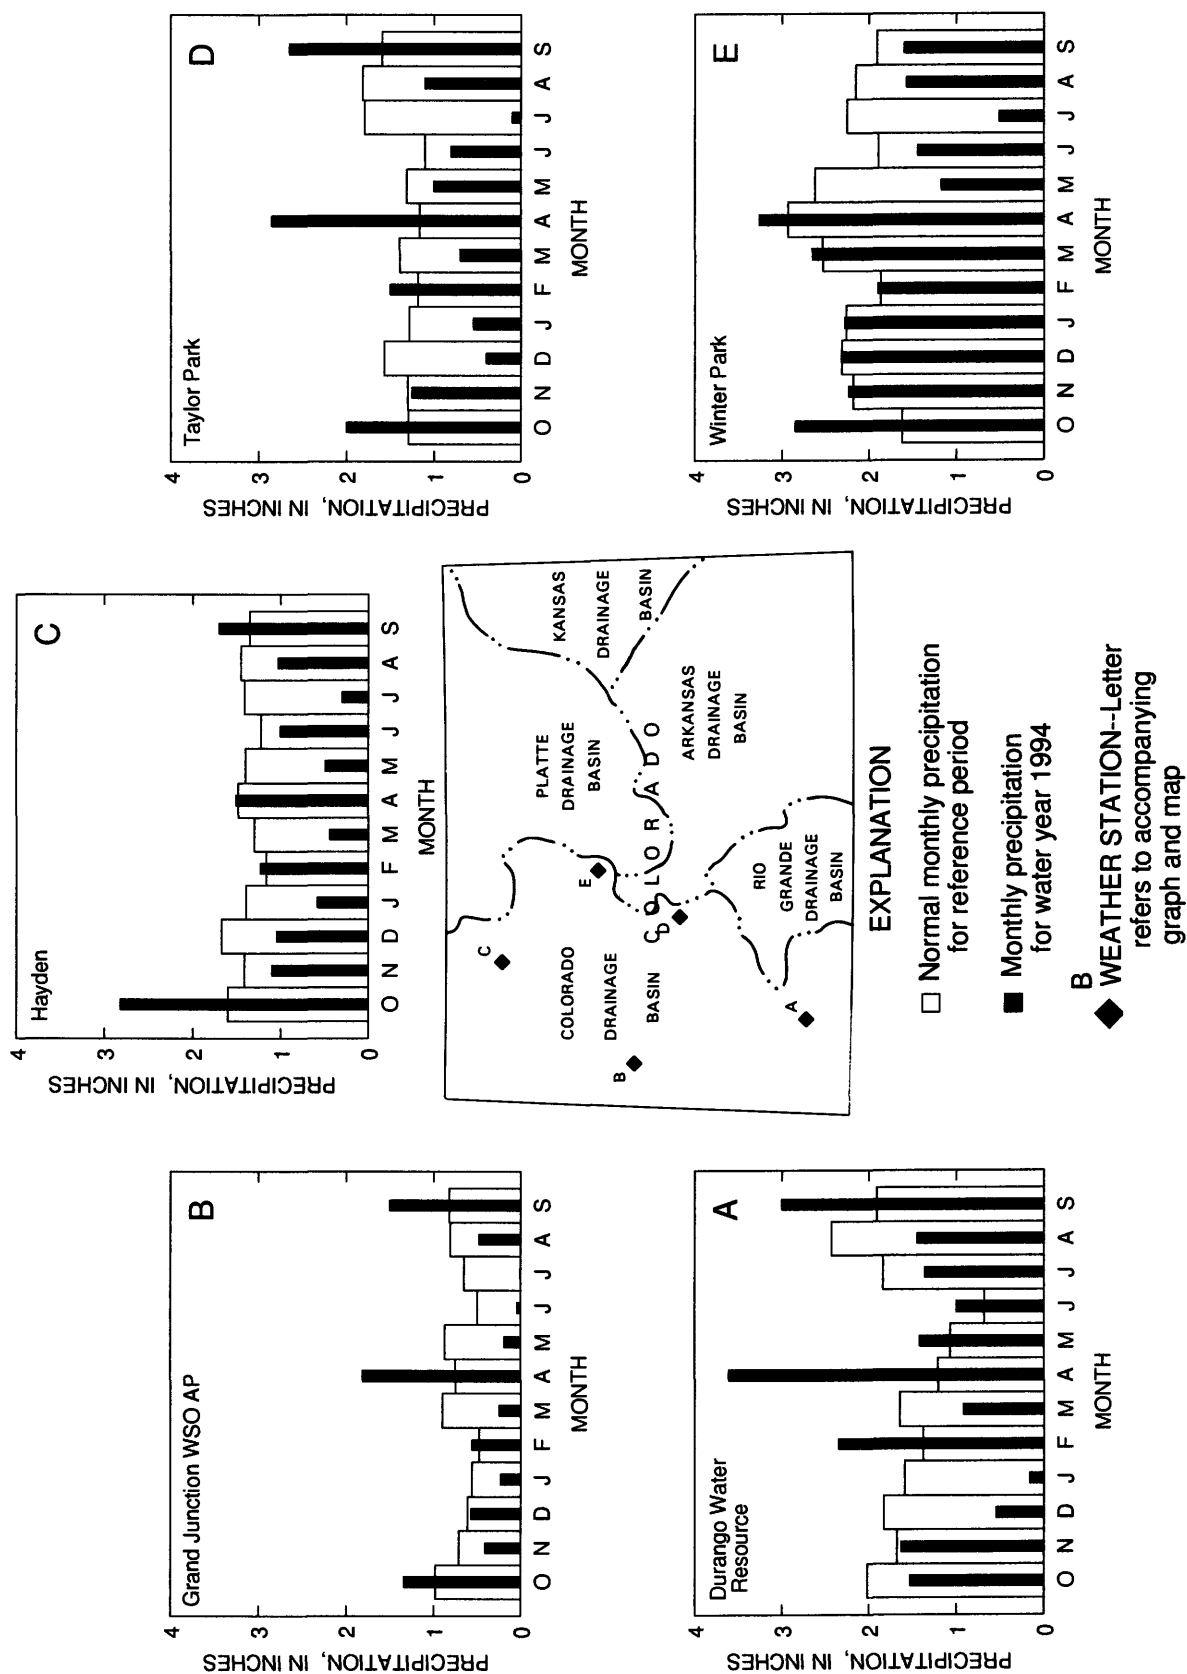 Grand Junction WSO AP
B
4
3
2
1
0
PRECIPITATION, IN INCHES
O N D J F M A M J J A S
MONTH
Hayden
C
4
3
2
1
0
PRECIPITATION, IN INCHES
O N D J F M A M J J A S
MONTH
Taylor Park
D
4
3
2
1
0
PRECIPITATION, IN INCHES
O N D J F M A M J J A S
MONTH
Durango Water
Resource
A
4
3
2
1
0
PRECIPITATION, IN INCHES
O N D J F M A M J J A S
MONTH
Winter Park
E
4
3
2
1
0
PRECIPITATION, IN INCHES
O N D J F M A M J J A S
MONTH
C
B
A
E
D
COLORADO
DRAINAGE
BASIN
PLATTE
DRAINAGE
BASIN
KANSAS
DRAINAGE
BASIN
COLORADO
ARKANSAS
DRAINAGE
BASIN
RIO
GRANDE
DRAINAGE
BASIN
EXPLANATION
Normal monthly precipitation
for reference period
Monthly precipitation
for water year 1994
B
WEATHER STATION--Letter
refers to accompanying
graph and map